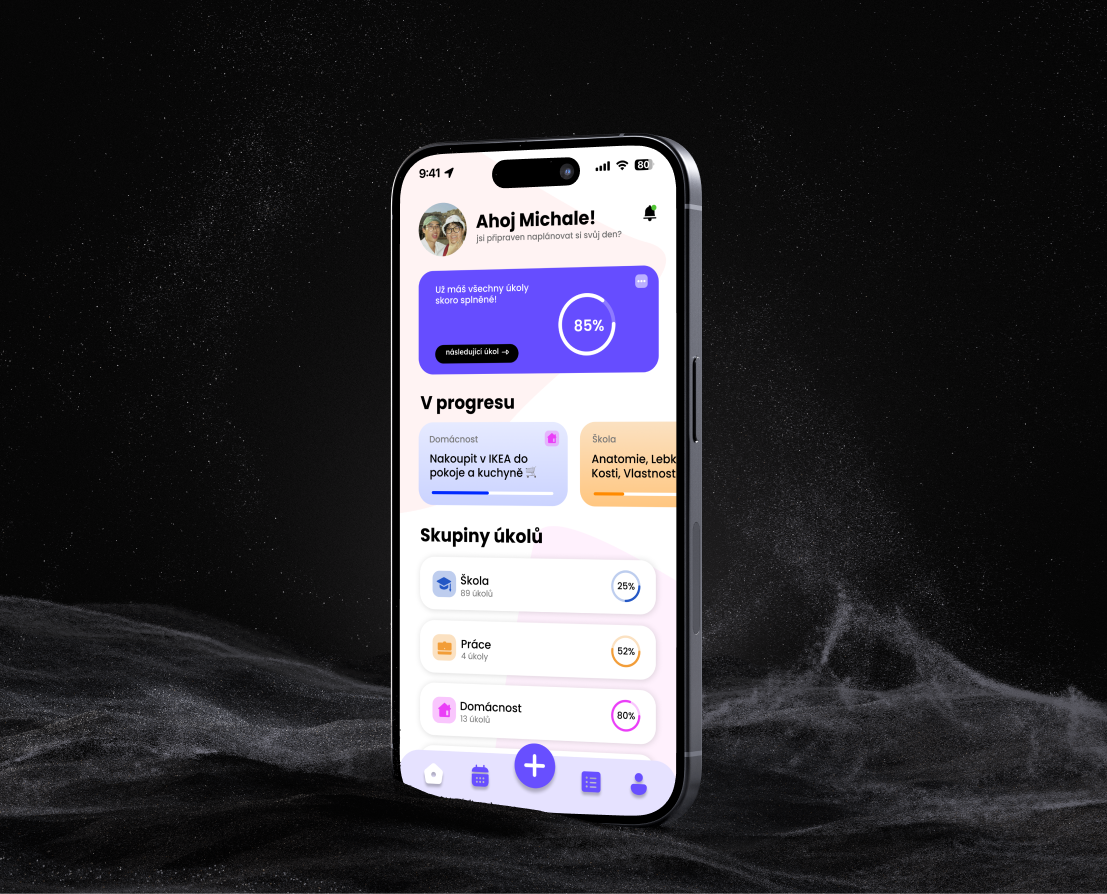 9:41
80
Ahoj Michale!
jsi připraven naplánovat si svůj den?
Už máš všechny úkoly
skoro splněné!
85%
následující úkol
V progresu
Domácnost
Nakoupit v IKEA do
pokoje a kuchyně
Škola
Anatomie, Lebk
Kosti, Vlastnost
Skupiny úkolů
Škola
89 úkolů
25%
Práce
4 úkoly
52%
Domácnost
13 úkolů
80%